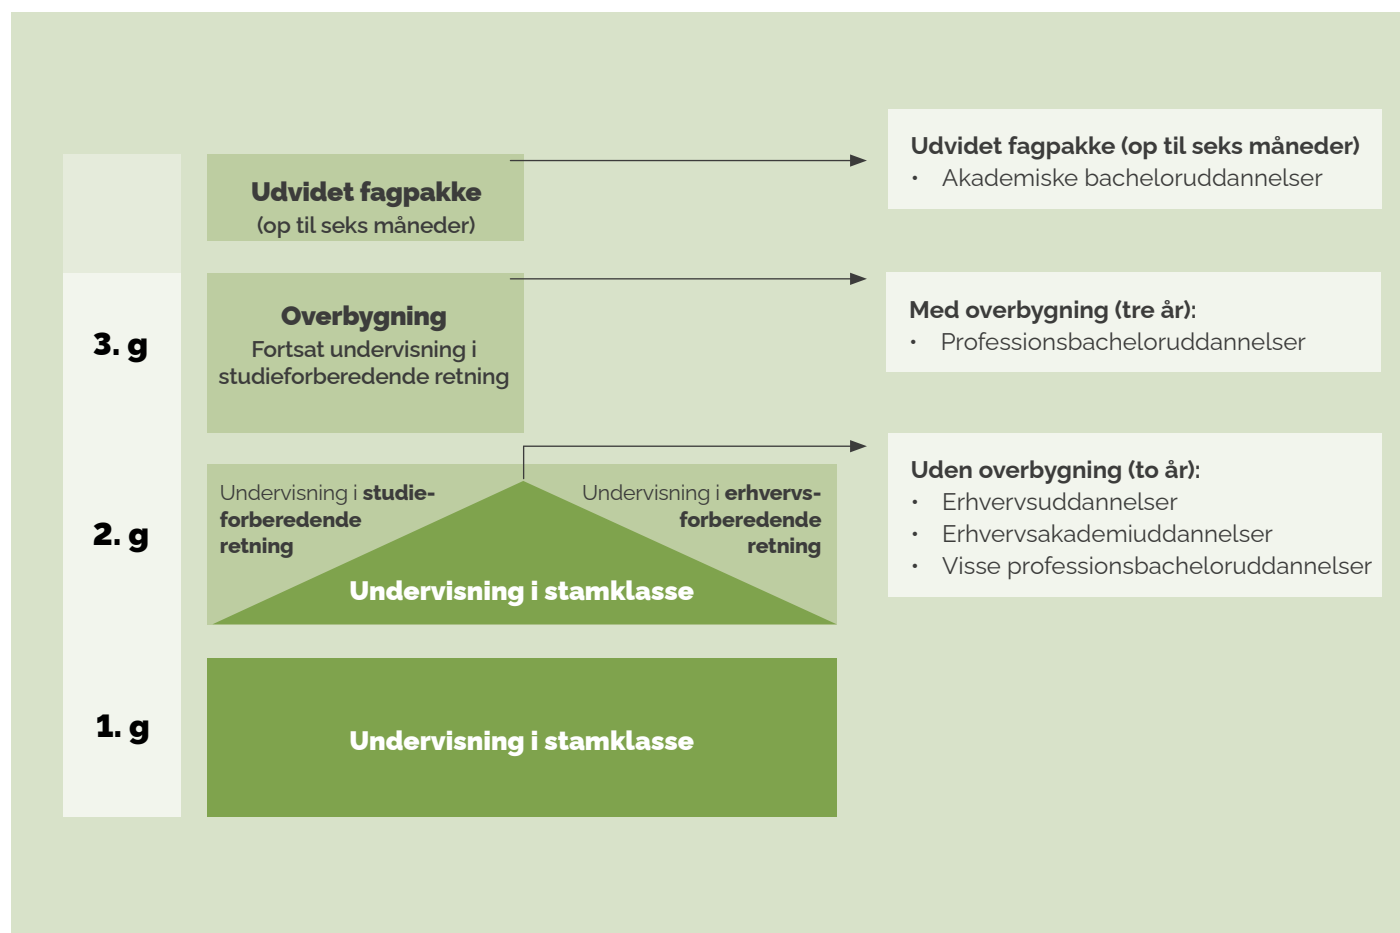 Udvidet fagpakke
(op til seks måneder)
Udvidet fagpakke (op til seks måneder)
• Akademiske bacheloruddannelser
3. g
Overbygning
Fortsat undervisning i
studieforberedende retning
Med overbygning (tre år):
• Professionsbacheloruddannelser
2. g
Undervisning i studie-
forberedende
retning
Undervisning i erhvervs-
forberedende
retning
Undervisning i stamklasse
Uden overbygning (to år):
• Erhvervsuddannelser
• Erhvervsakademiuddannelser
• Visse professionsbacheloruddannelser
1. g
Undervisning i stamklasse